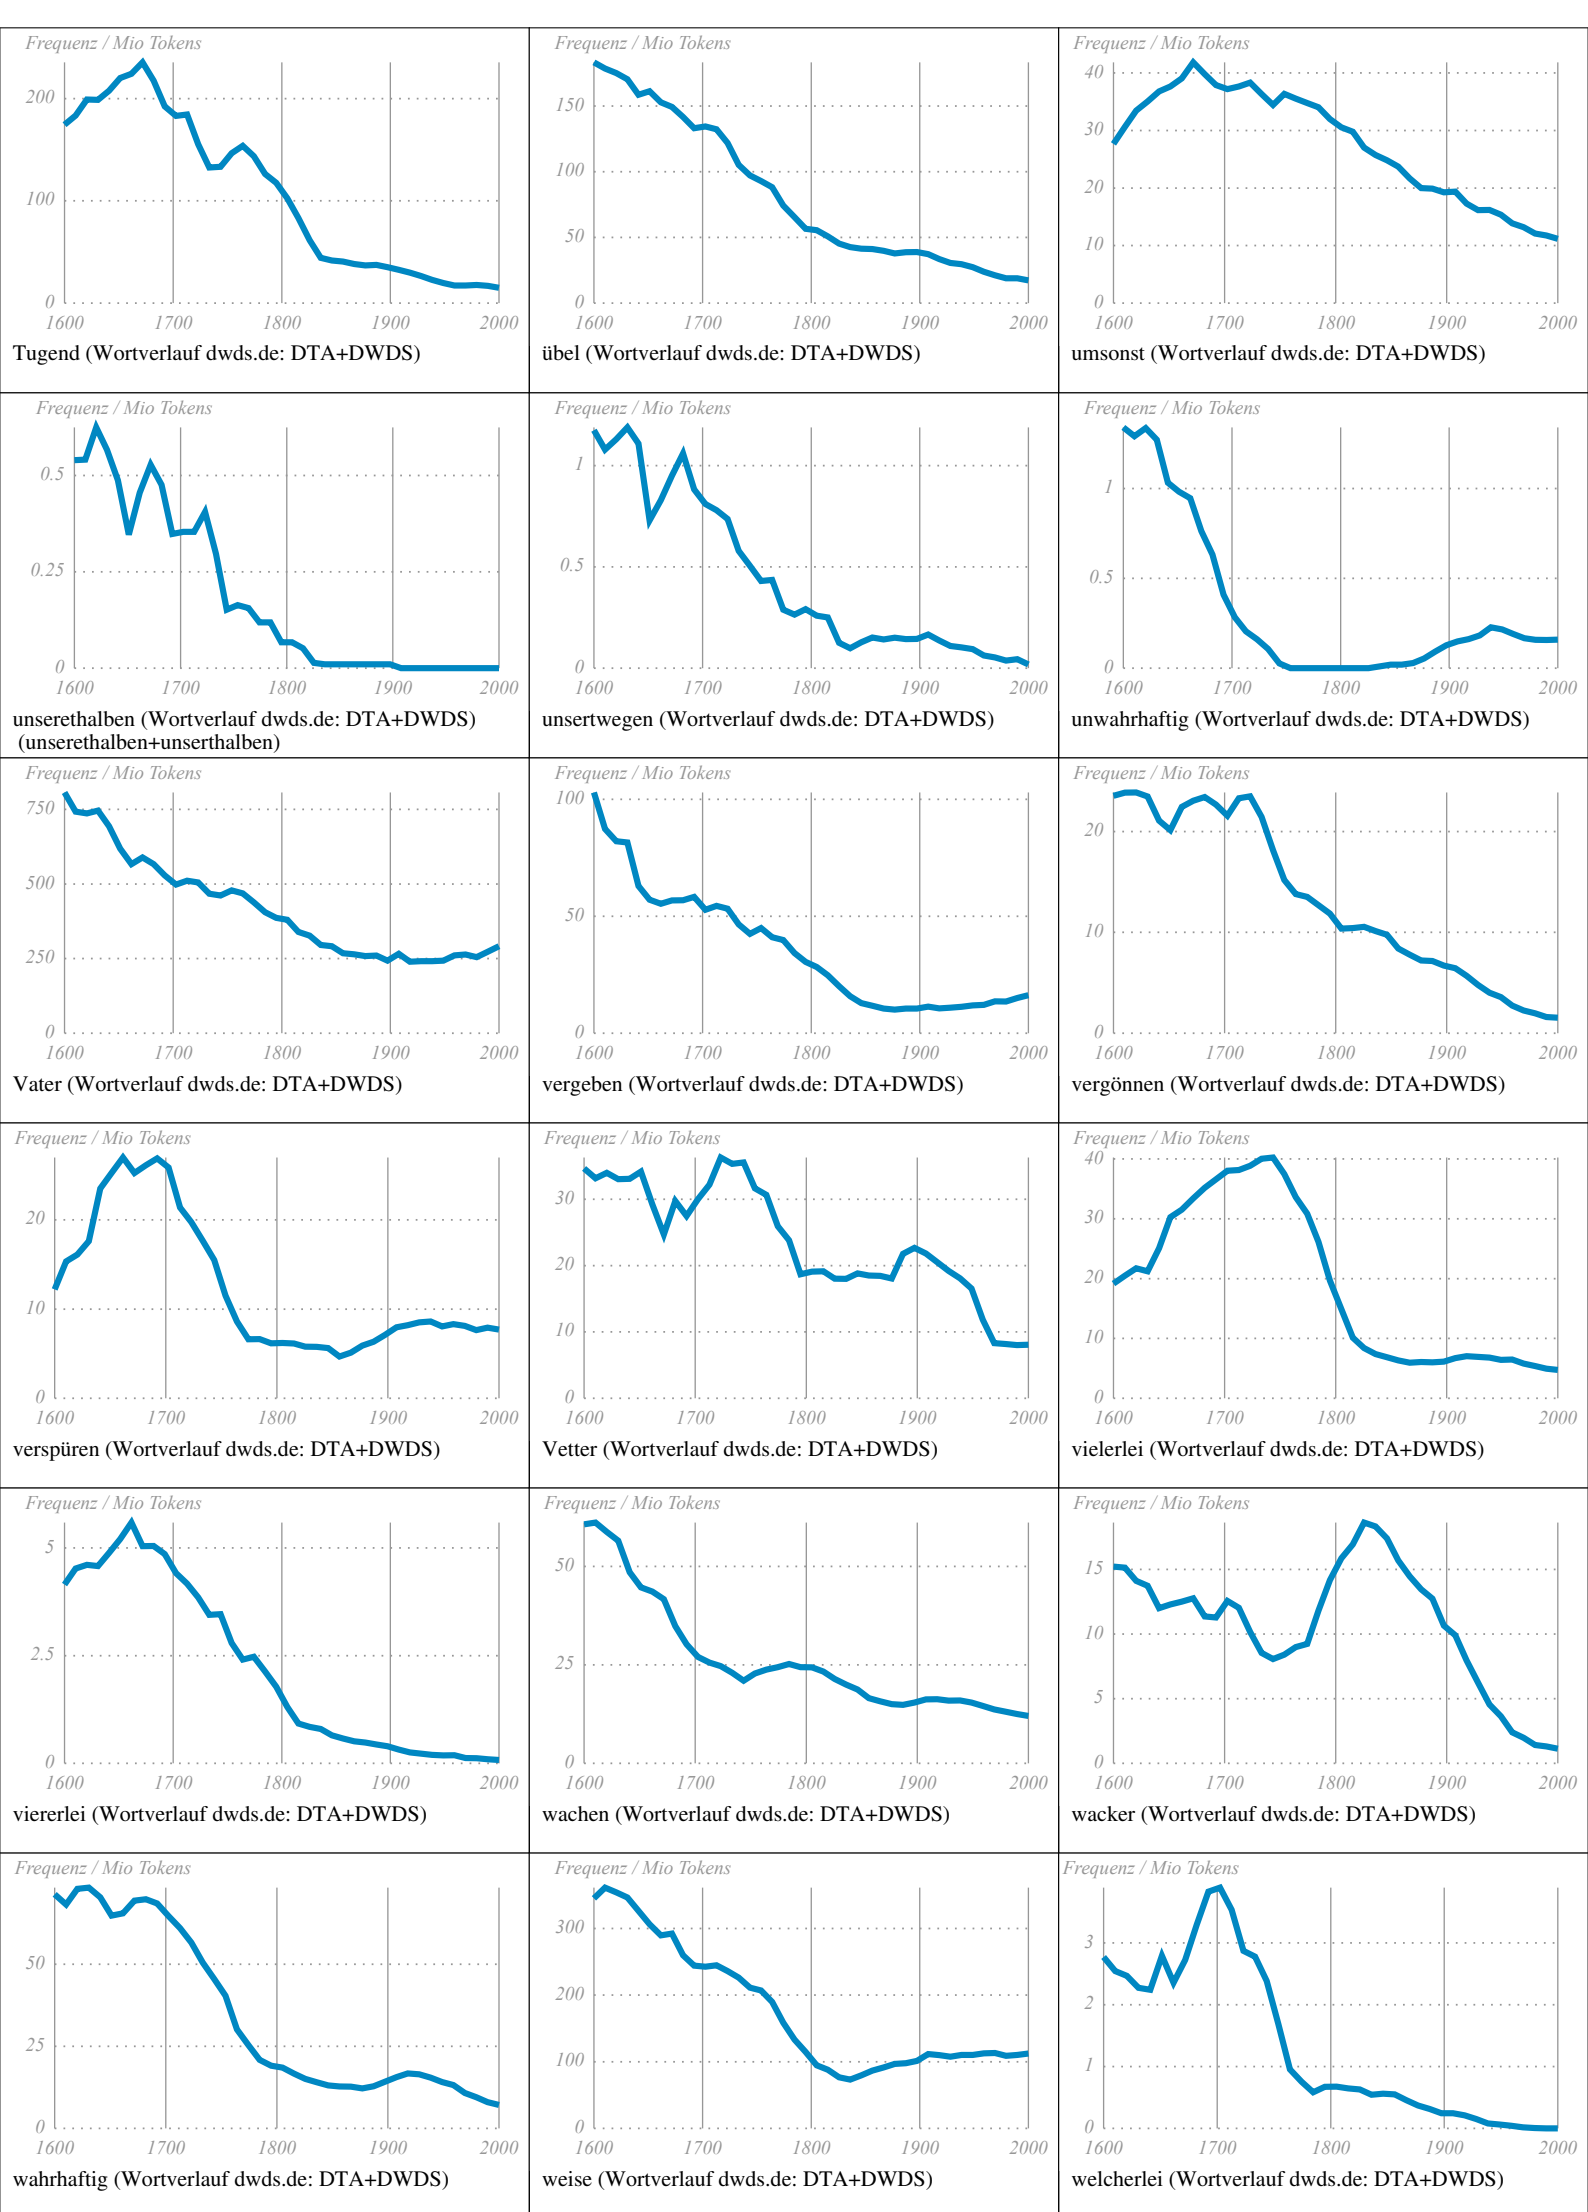 Frequenz / Mio Tokens
200
100
0
1600 1700 1800 1900 2000
Tugend (Wortverlauf dwds.de: DTA+DWDS)
Frequenz / Mio Tokens
150
100
50
0
1600 1700 1800 1900 2000
übel (Wortverlauf dwds.de: DTA+DWDS)
Frequenz / Mio Tokens
40
30
20
10
0
1600 1700 1800 1900 2000
umsonst (Wortverlauf dwds.de: DTA+DWDS)
Frequenz / Mio Tokens
0.5
0.25
0
1600 1700 1800 1900 2000
unserethalben (Wortverlauf dwds.de: DTA+DWDS)
(unserethalben+unserthalben)
Frequenz / Mio Tokens
1
0.5
0
1600 1700 1800 1900 2000
unsertwegen (Wortverlauf dwds.de: DTA+DWDS)
Frequenz / Mio Tokens
1
0.5
0
1600 1700 1800 1900 2000
unwahrhaftig (Wortverlauf dwds.de: DTA+DWDS)
Frequenz / Mio Tokens
750
500
250
0
1600 1700 1800 1900 2000
Vater (Wortverlauf dwds.de: DTA+DWDS)
Frequenz / Mio Tokens
100
50
0
1600 1700 1800 1900 2000
vergeben (Wortverlauf dwds.de: DTA+DWDS)
Frequenz / Mio Tokens
20
10
0
1600 1700 1800 1900 2000
vergönnen (Wortverlauf dwds.de: DTA+DWDS)
Frequenz / Mio Tokens
20
10
0
1600 1700 1800 1900 2000
verspüren (Wortverlauf dwds.de: DTA+DWDS)
Frequenz / Mio Tokens
30
20
10
0
1600 1700 1800 1900 2000
Vetter (Wortverlauf dwds.de: DTA+DWDS)
Frequenz / Mio Tokens
40
30
20
10
0
1600 1700 1800 1900 2000
vielerlei (Wortverlauf dwds.de: DTA+DWDS)
Frequenz / Mio Tokens
5
2.5
0
1600 1700 1800 1900 2000
viererlei (Wortverlauf dwds.de: DTA+DWDS)
Frequenz / Mio Tokens
50
25
0
1600 1700 1800 1900 2000
wachen (Wortverlauf dwds.de: DTA+DWDS)
Frequenz / Mio Tokens
15
10
5
0
1600 1700 1800 1900 2000
wacker (Wortverlauf dwds.de: DTA+DWDS)
Frequenz / Mio Tokens
50
25
0
1600 1700 1800 1900 2000
wahrhaftig (Wortverlauf dwds.de: DTA+DWDS)
Frequenz / Mio Tokens
300
200
100
0
1600 1700 1800 1900 2000
weise (Wortverlauf dwds.de: DTA+DWDS)
Frequenz / Mio Tokens
3
2
1
0
1600 1700 1800 1900 2000
welcherlei (Wortverlauf dwds.de: DTA+DWDS)